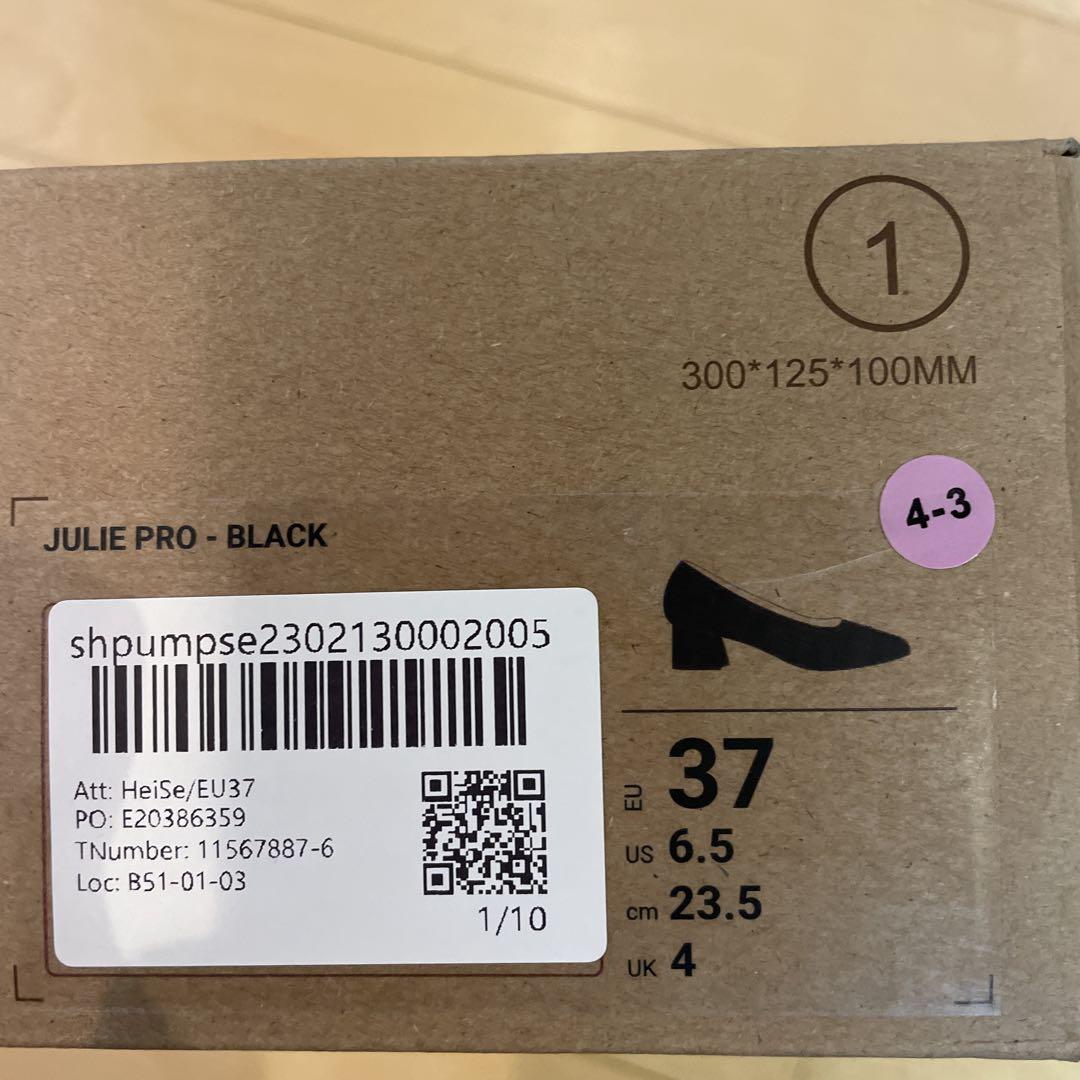 1
300*125*100MM
4-3
JULIE PRO - BLACK
shpumpse2302130002005
Att: HeiSe/EU37
PO: E20386359
TNumber: 11567887-6
Loc: B51-01-03
1/10
EU 37
US 6.5
cm 23.5
UK 4